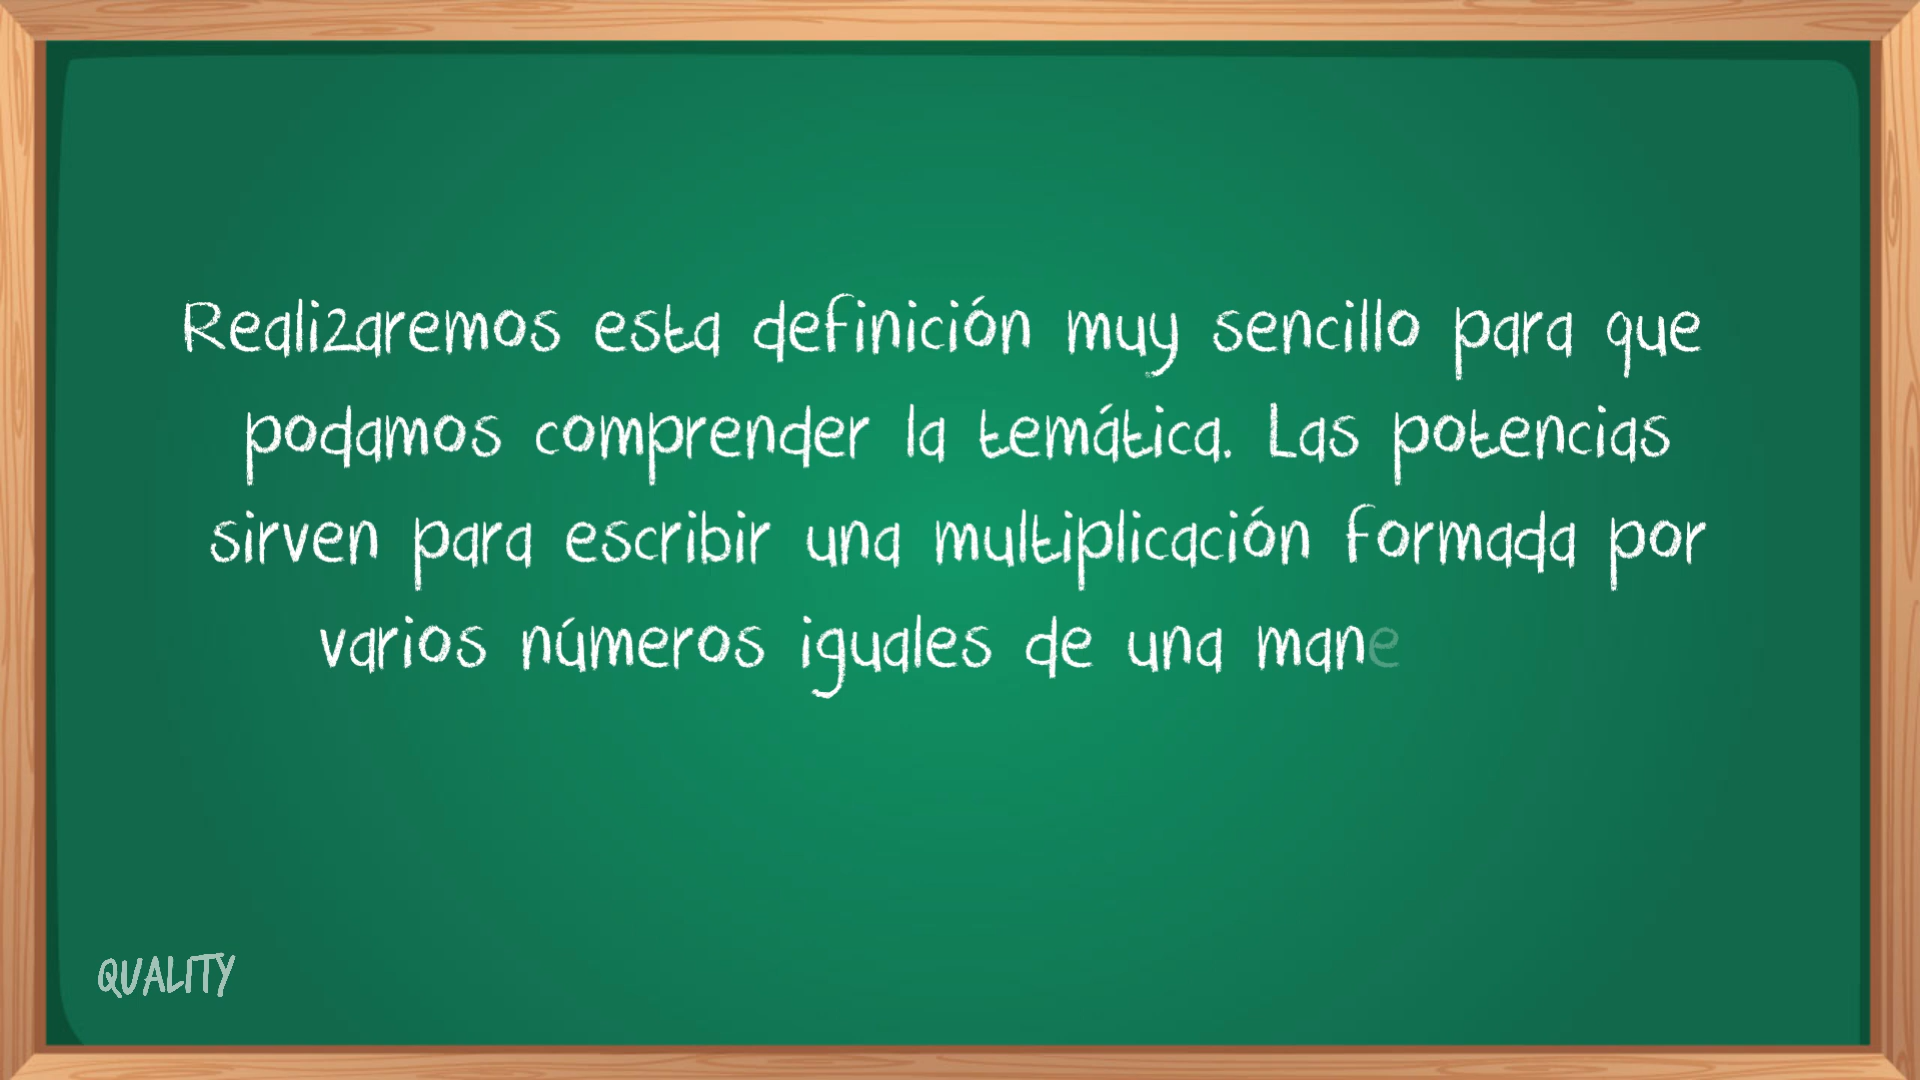 Realizaremos esta definición muy sencillo para que
podamos comprender la temática. Las potencias
sirven para escribir una multiplicación formada por
varios números iguales de una mane
QUALITY